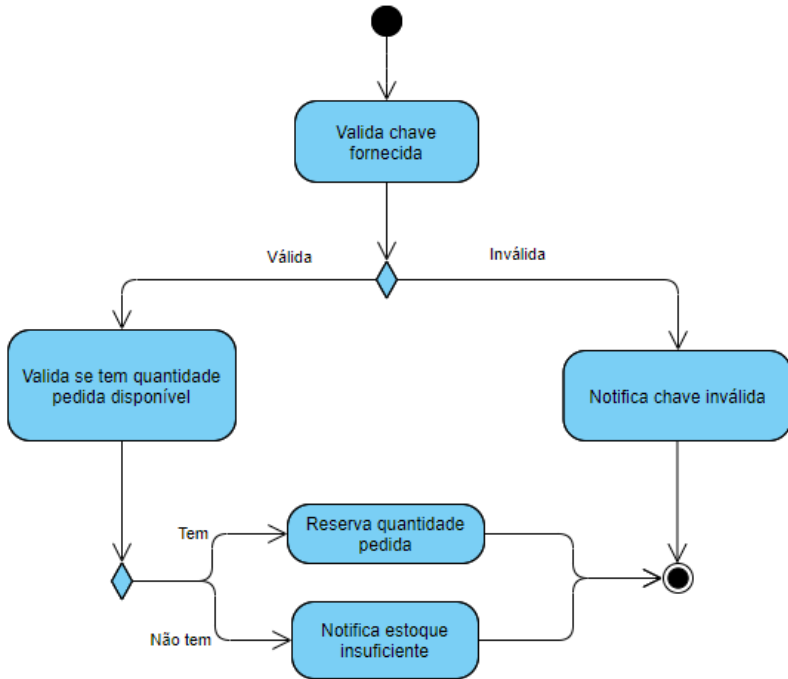 Valida chave
fornecida
Válida
Inválida
Valida se tem quantidade
pedida disponível
Notifica chave inválida
Tem
Reserva quantidade
pedida
Não tem
Notifica estoque
insuficiente